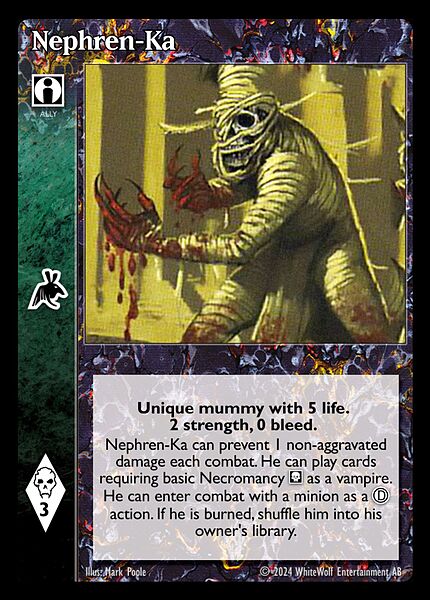 Nephren-Ka
ALLY
3
Unique mummy with 5 life.
2 strength, 0 bleed.
Nephren-Ka can prevent 1 non-aggravated
damage each combat. He can play cards
requiring basic Necromancy as a vampire.
He can enter combat with a minion as a Ⓓ
action. If he is burned, shuffle him into his
owner's library.
Illus: Mark Poole
© 2024 WhiteWolf Entertainment AB